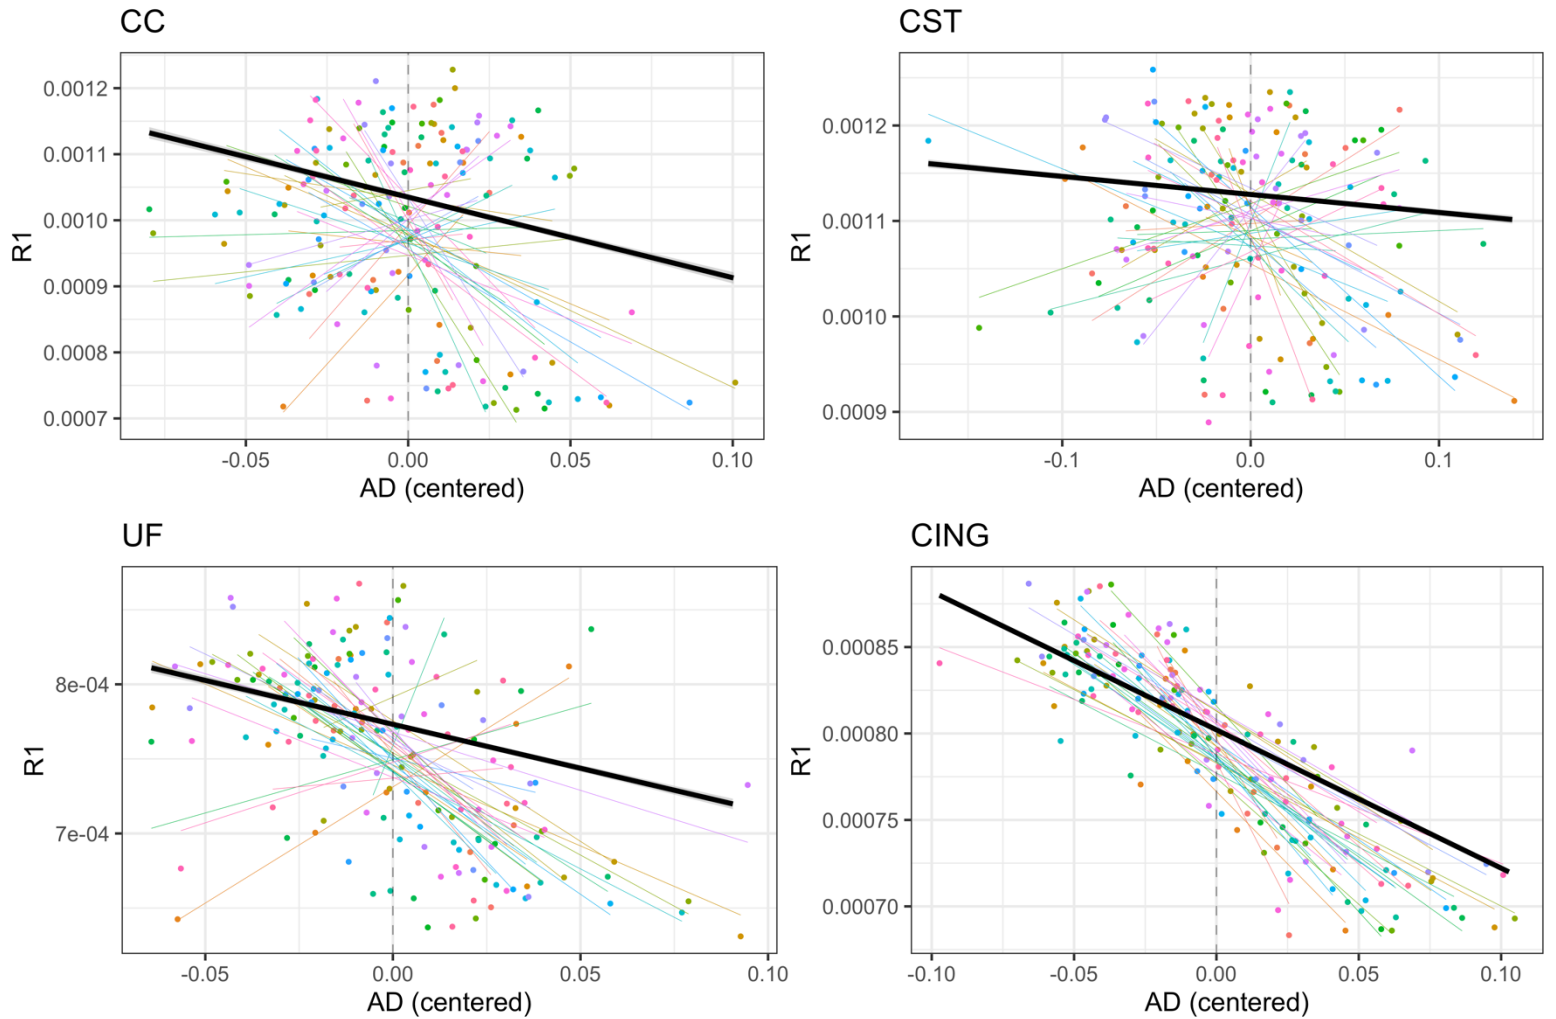 CC
R1
0.0012
0.0011
0.0010
0.0009
0.0008
0.0007
-0.05
0.00
0.05
0.10
AD (centered)
CST
R1
0.0012
0.0011
0.0010
0.0009
-0.1
0.0
0.1
AD (centered)
UF
R1
8e-04
7e-04
-0.05
0.00
0.05
0.10
AD (centered)
CING
R1
0.00085
0.00080
0.00075
0.00070
-0.10
-0.05
0.00
0.05
0.10
AD (centered)